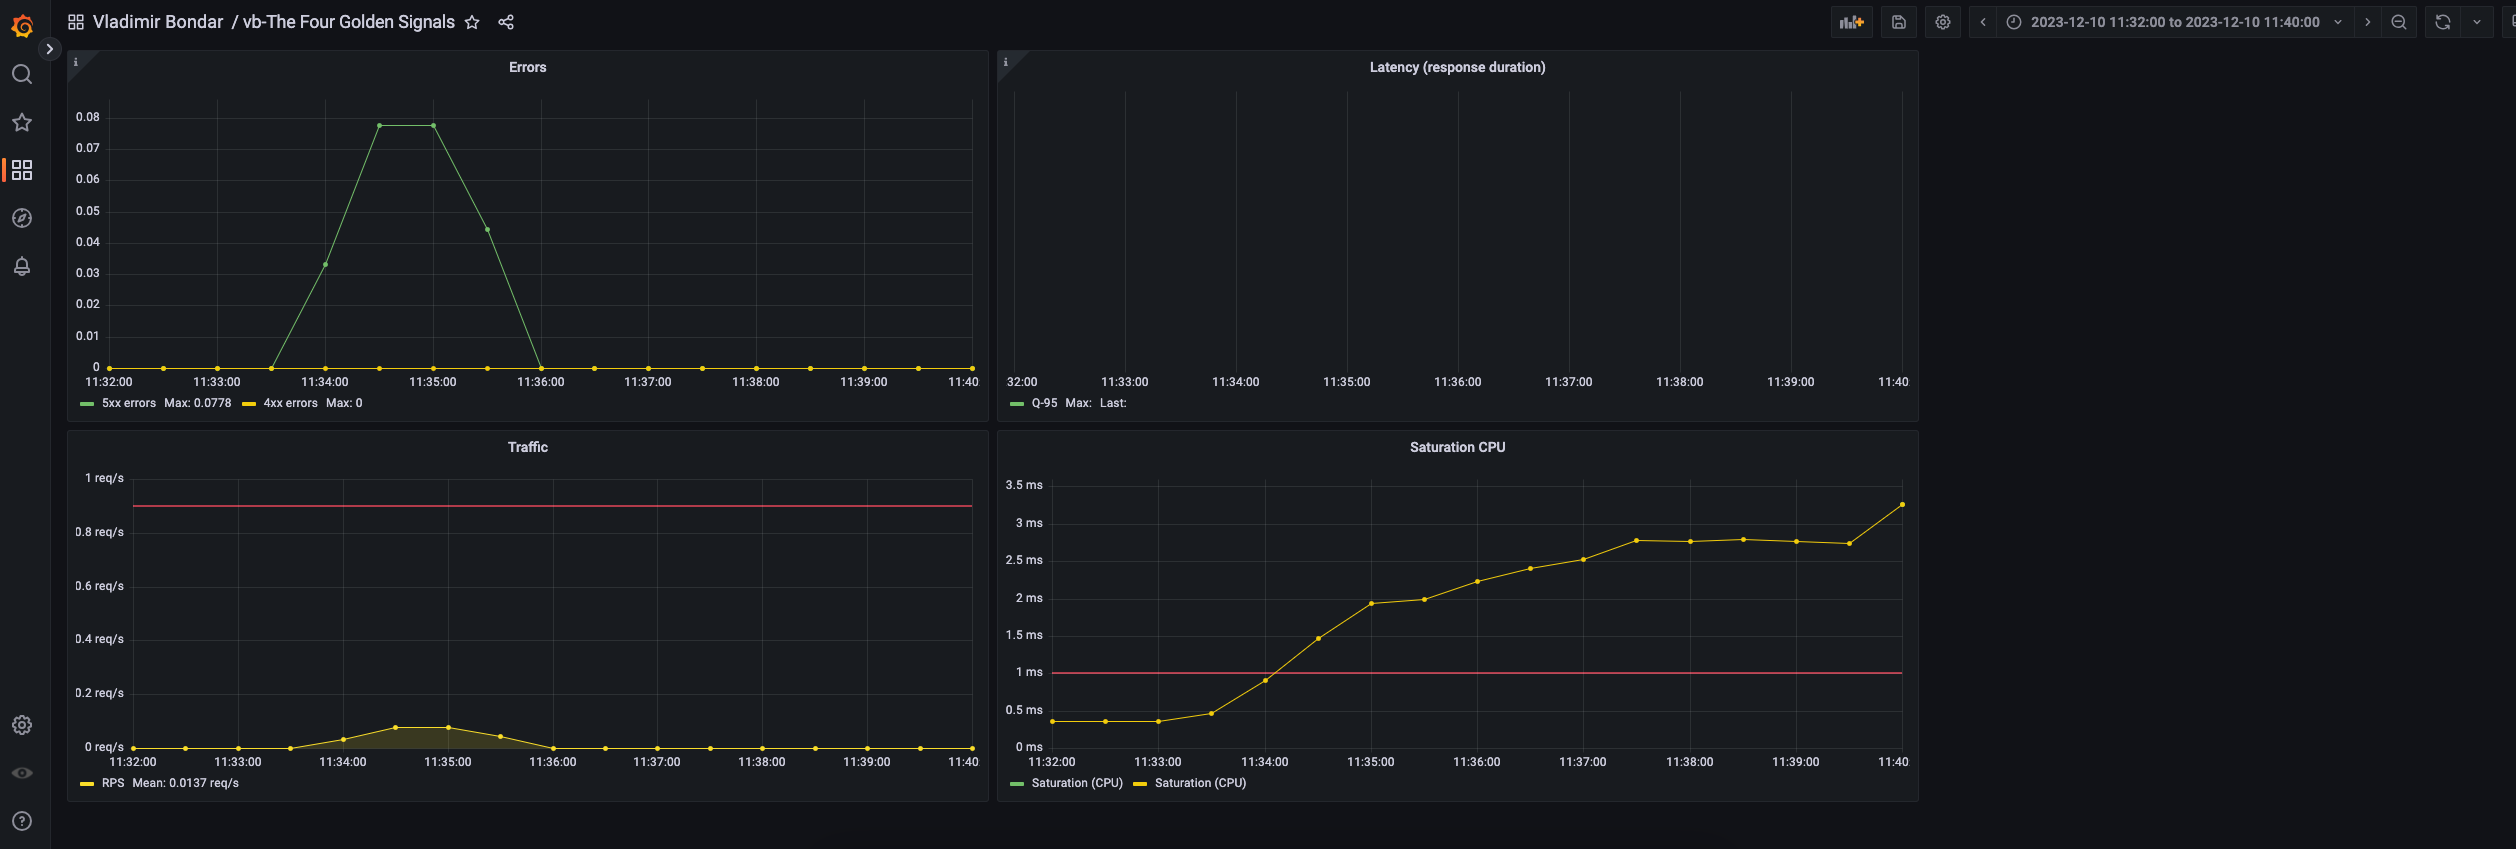 Vladimir Bondar / vb-The Four Golden Signals
2023-12-10 11:32:00 to 2023-12-10 11:40:00
i
Errors
0.08
0.07
0.06
0.05
0.04
0.03
0.02
0.01
0
11:32:00 11:33:00 11:34:00 11:35:00 11:36:00 11:37:00 11:38:00 11:39:00 11:40:
5xx errors Max: 0.0778 4xx errors Max: 0
i
Latency (response duration)
32:00 11:33:00 11:34:00 11:35:00 11:36:00 11:37:00 11:38:00 11:39:00 11:40:
Q-95 Max: Last:
Traffic
1 req/s
0.8 req/s
0.6 req/s
0.4 req/s
0.2 req/s
0 req/s
11:32:00 11:33:00 11:34:00 11:35:00 11:36:00 11:37:00 11:38:00 11:39:00 11:40
RPS Mean: 0.0137 req/s
Saturation CPU
3.5 ms
3 ms
2.5 ms
2 ms
1.5 ms
1 ms
0.5 ms
0 ms
11:32:00 11:33:00 11:34:00 11:35:00 11:36:00 11:37:00 11:38:00 11:39:00 11:40:
Saturation (CPU) Saturation (CPU)